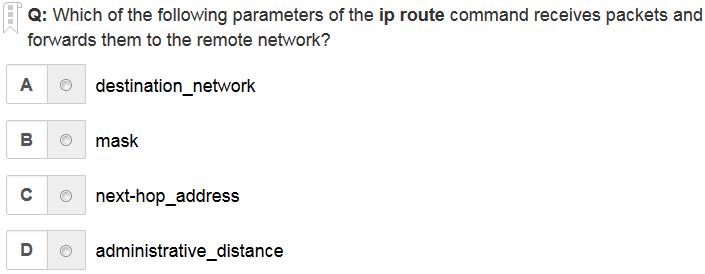 Q: Which of the following parameters of the ip route command receives packets and
forwards them to the remote network?
A destination_network
B mask
C next-hop_address
D administrative_distance